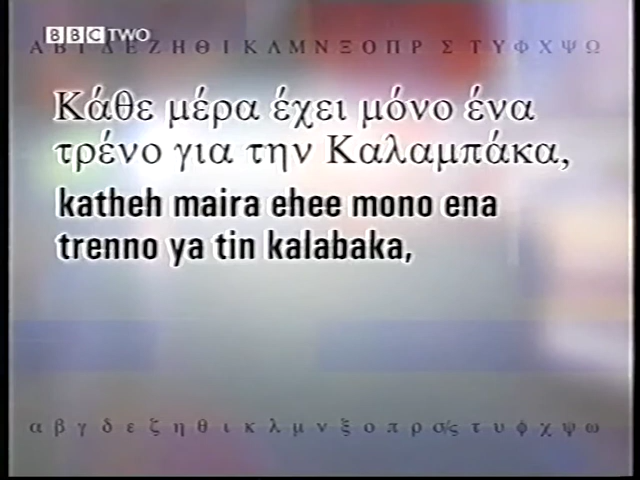 BBC TWO
Α Β Γ Δ Ε Ζ Η Θ Ι Κ Λ Μ Ν Ξ Ο Π Ρ Σ Τ Υ Φ Χ Ψ Ω
Κάθε μέρα έχει μόνο ένα
τρένο για την Καλαμπάκα,
katheh maira ehee mono ena
trenno ya tin kalabaka,
α β γ δ ε ζ η θ ι κ λ μ ν ξ ο π ρ σ/ς τ υ φ χ ψ ω